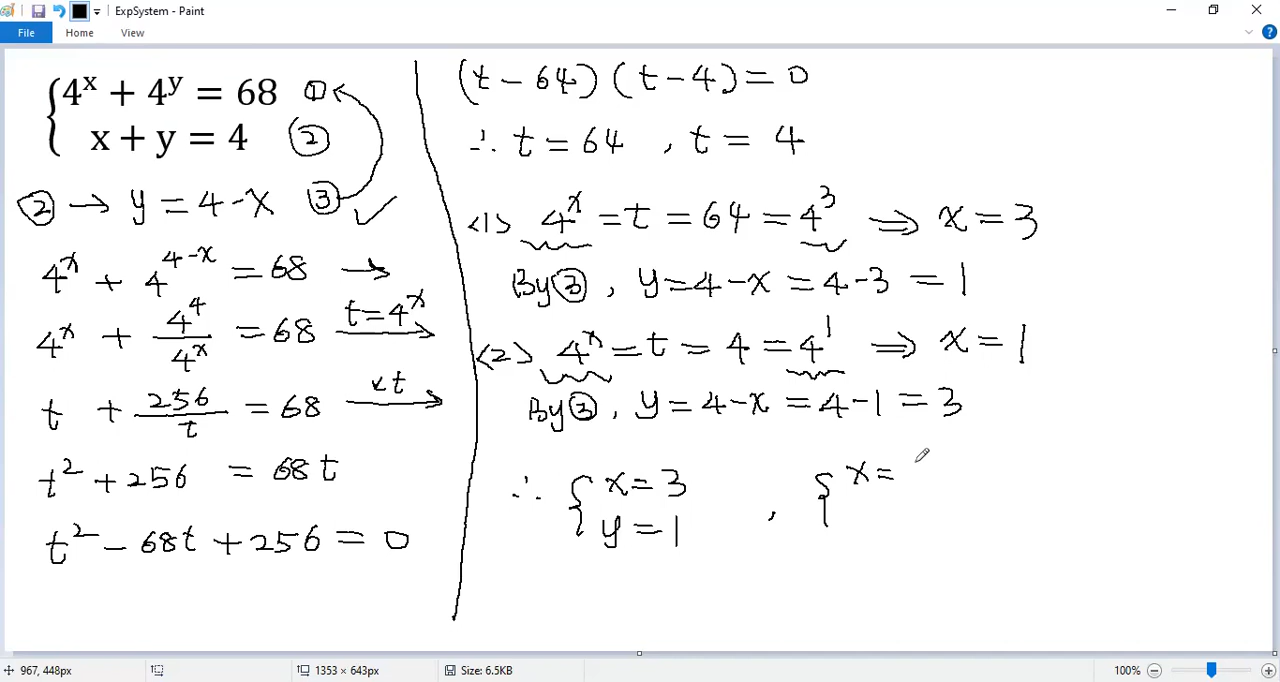 ExpSystem - Paint
File Home View
4^x + 4^y = 68 ①
x + y = 4 ②
② → y = 4 - x ③ ✓
4^x + 4^(4-x) = 68 →
4^x + 4^4/4^x = 68 t = 4^x →
t + 256/t = 68 ×t →
t^2 + 256 = 68t
t^2 - 68t + 256 = 0
(t - 64)(t - 4) = 0
∴ t = 64 , t = 4
<1> 4^x = t = 64 = 4^3 ⇒ x = 3
By ③, y = 4 - x = 4 - 3 = 1
<2> 4^x = t = 4 = 4^1 ⇒ x = 1
By ③, y = 4 - x = 4 - 1 = 3
∴ { x = 3 , { x =
y = 1
967, 448px 1353 × 643px Size: 6.5KB 100%